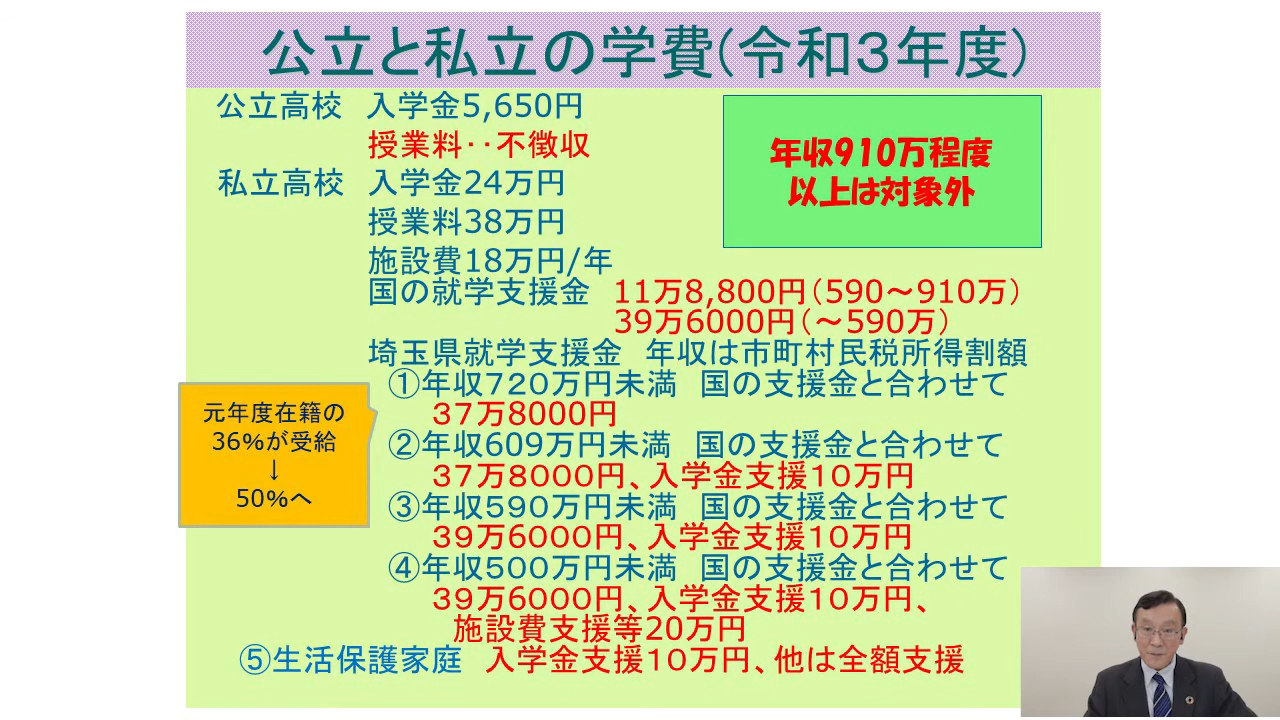 公立と私立の学費(令和３年度)
公立高校　入学金5,650円
授業料‥不徴収
年収910万程度
以上は対象外
私立高校　入学金24万円
授業料38万円
施設費18万円/年
国の就学支援金　11万8,800円（590～910万）
39万6000円（～590万）
埼玉県就学支援金　年収は市町村民税所得割額
①年収７２０万円未満　国の支援金と合わせて
３７万8000円
②年収609万円未満　国の支援金と合わせて
３７万８０００円、入学金支援１０万円
③年収５９０万円未満　国の支援金と合わせて
３９万６０００円、入学金支援１０万円
④年収５００万円未満　国の支援金と合わせて
３９万６０００円、入学金支援１０万円、
施設費支援等20万円
⑤生活保護家庭　入学金支援１０万円、他は全額支援
元年度在籍の
36%が受給
↓
50%へ